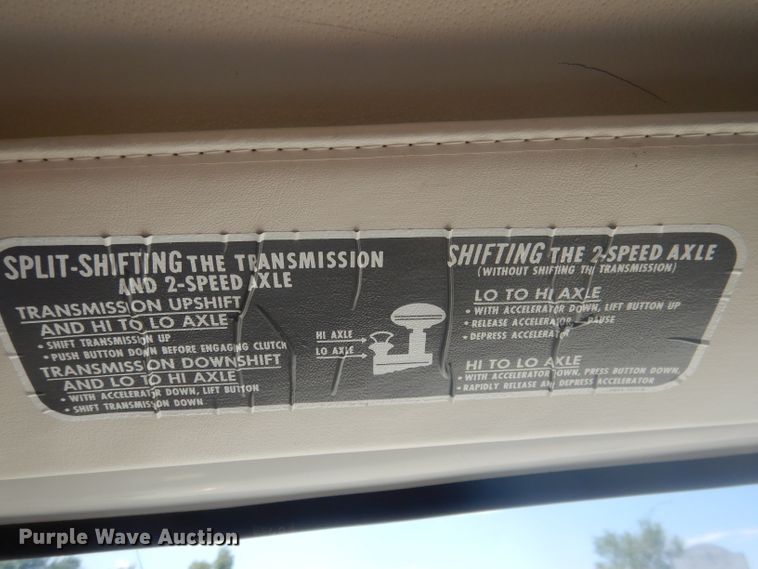 SPLIT-SHIFTING THE TRANSMISSION
AND 2-SPEED AXLE
TRANSMISSION UPSHIFT
AND HI TO LO AXLE
• SHIFT TRANSMISSION UP
• PUSH BUTTON DOWN BEFORE ENGAGING CLUTCH
TRANSMISSION DOWNSHIFT
AND LO TO HI AXLE
• WITH ACCELERATOR DOWN, LIFT BUTTON
• SHIFT TRANSMISSION DOWN
HI AXLE
LO AXLE
SHIFTING THE 2-SPEED AXLE
(WITHOUT SHIFTING THE TRANSMISSION)
LO TO HI AXLE
• WITH ACCELERATOR DOWN, LIFT BUTTON UP
• RELEASE ACCELERATOR PAUSE
• DEPRESS ACCELERATOR
HI TO LO AXLE
• WITH ACCELERATOR DOWN, PRESS BUTTON DOWN,
• RAPIDLY RELEASE AND DEPRESS ACCELERATOR
Purple Wave Auction